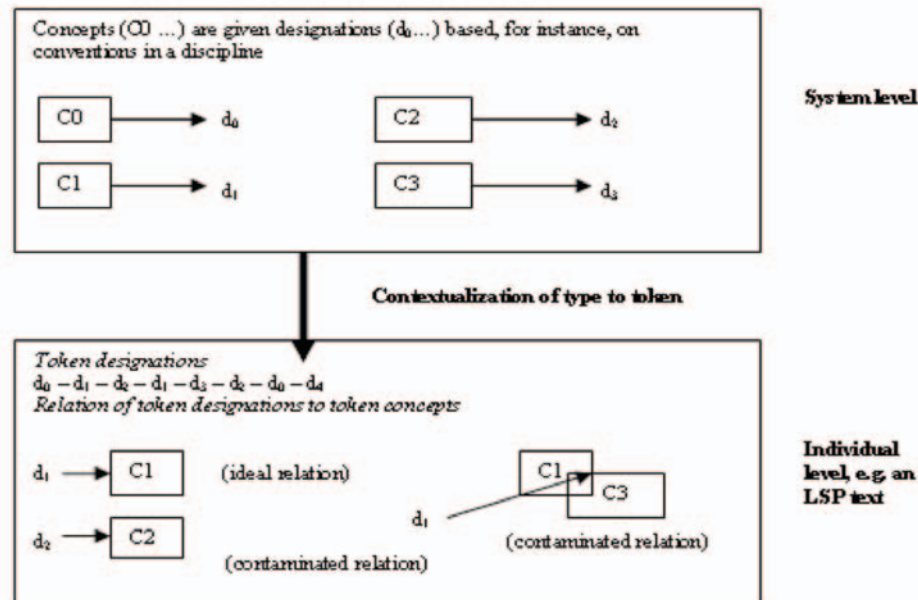 Concepts (C0 ...) are given designations (d₀...) based, for instance, on
conventions in a discipline
C0
d₀
C2
d₂
C1
d₁
C3
d₃
System level
Contextualization of type to token
Token designations
d₀ – d₁ – d₂ – d₁ – d₃ – d₂ – d₀ – d₄
Relation of token designations to token concepts
d₁
C1
(ideal relation)
d₂
C2
(contaminated relation)
C1
C3
d₁
(contaminated relation)
Individual
level, e.g. an
LSP text